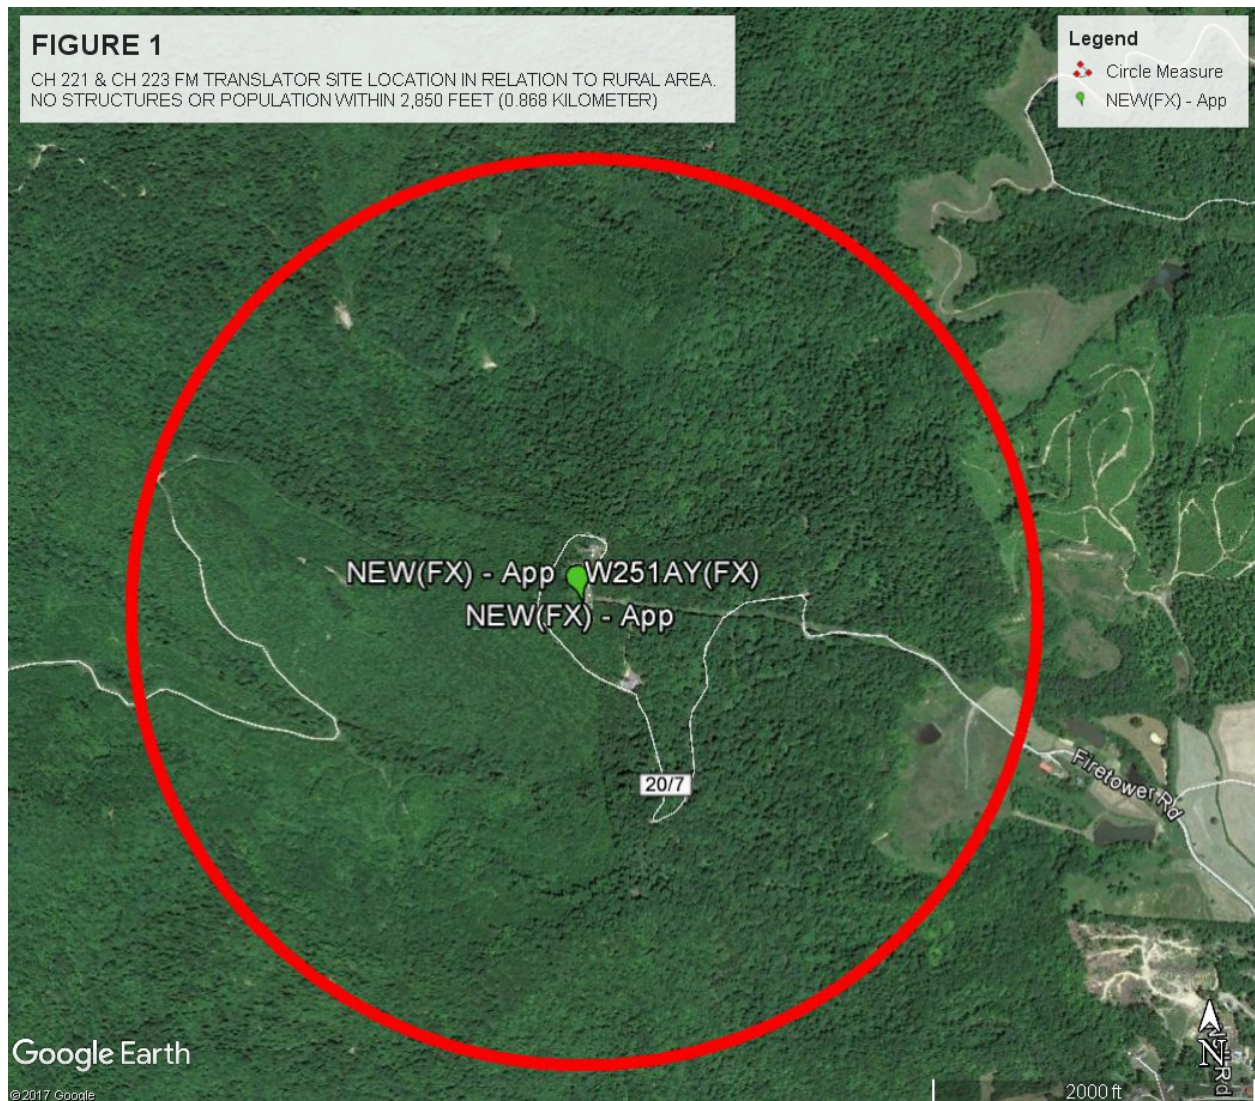 FIGURE 1
CH 221 & CH 223 FM TRANSLATOR SITE LOCATION IN RELATION TO RURAL AREA.
NO STRUCTURES OR POPULATION WITHIN 2,850 FEET (0.868 KILOMETER)
Legend
Circle Measure
NEW(FX) - App
NEW(FX) - App
W251AY(FX)
NEW(FX) - App
20/7
Firetower Rd
N
Rd
Google Earth
©2017 Google
2000 ft